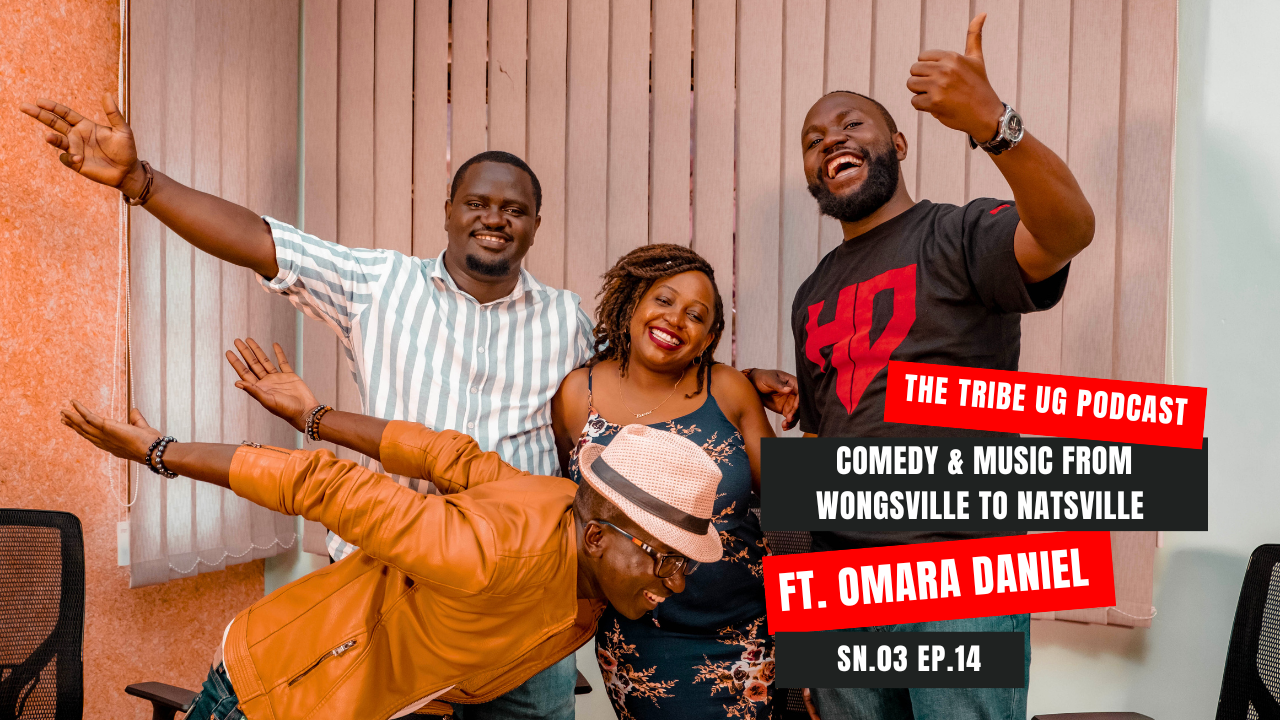 HD
THE TRIBE UG PODCAST
COMEDY & MUSIC FROM
WONGSVILLE TO NATSVILLE
FT. OMARA DANIEL
SN.03 EP.14